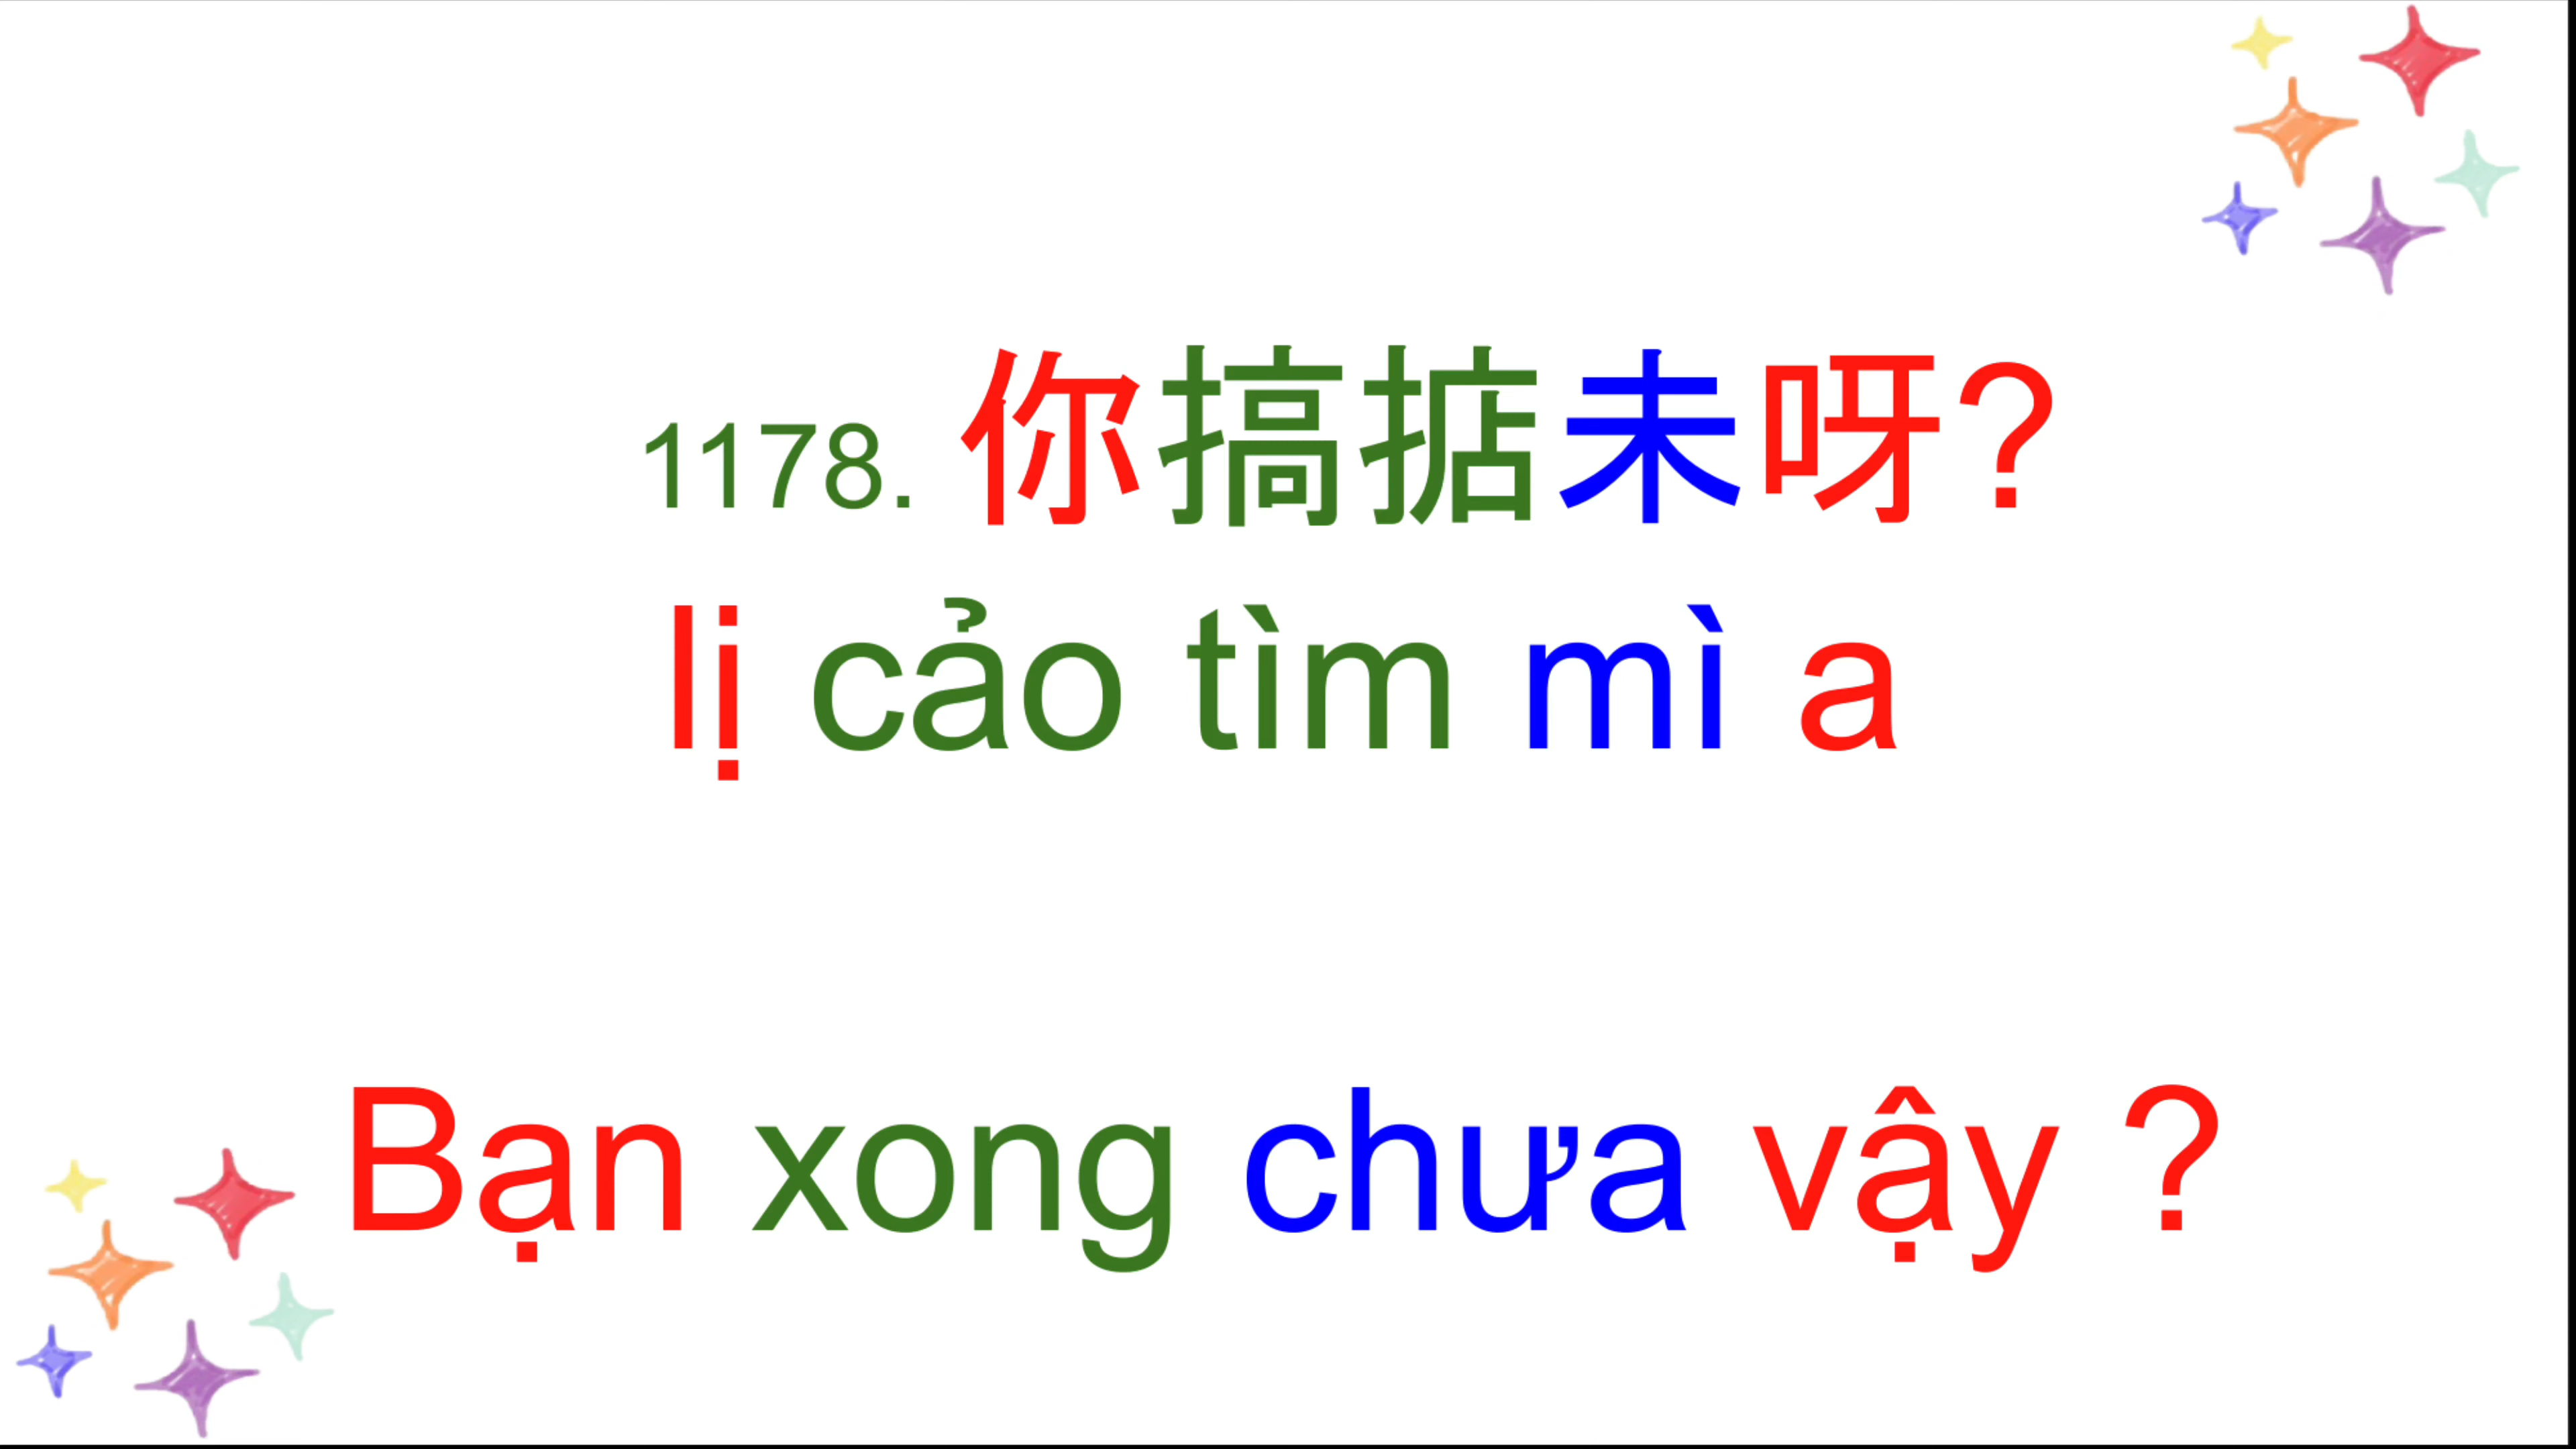 1178. 你搞掂未呀?
lị cảo tìm mì a
Bạn xong chưa vậy ?